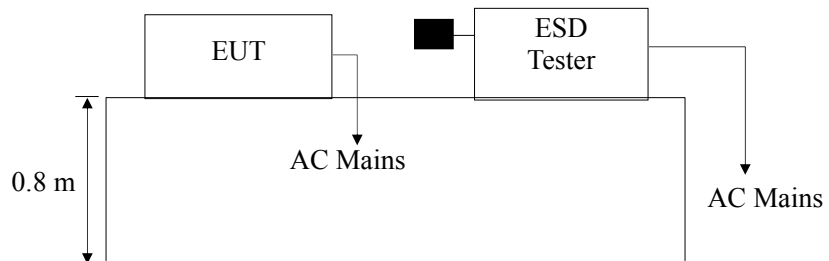 EUT
ESD
Tester
AC Mains
0.8 m
AC Mains